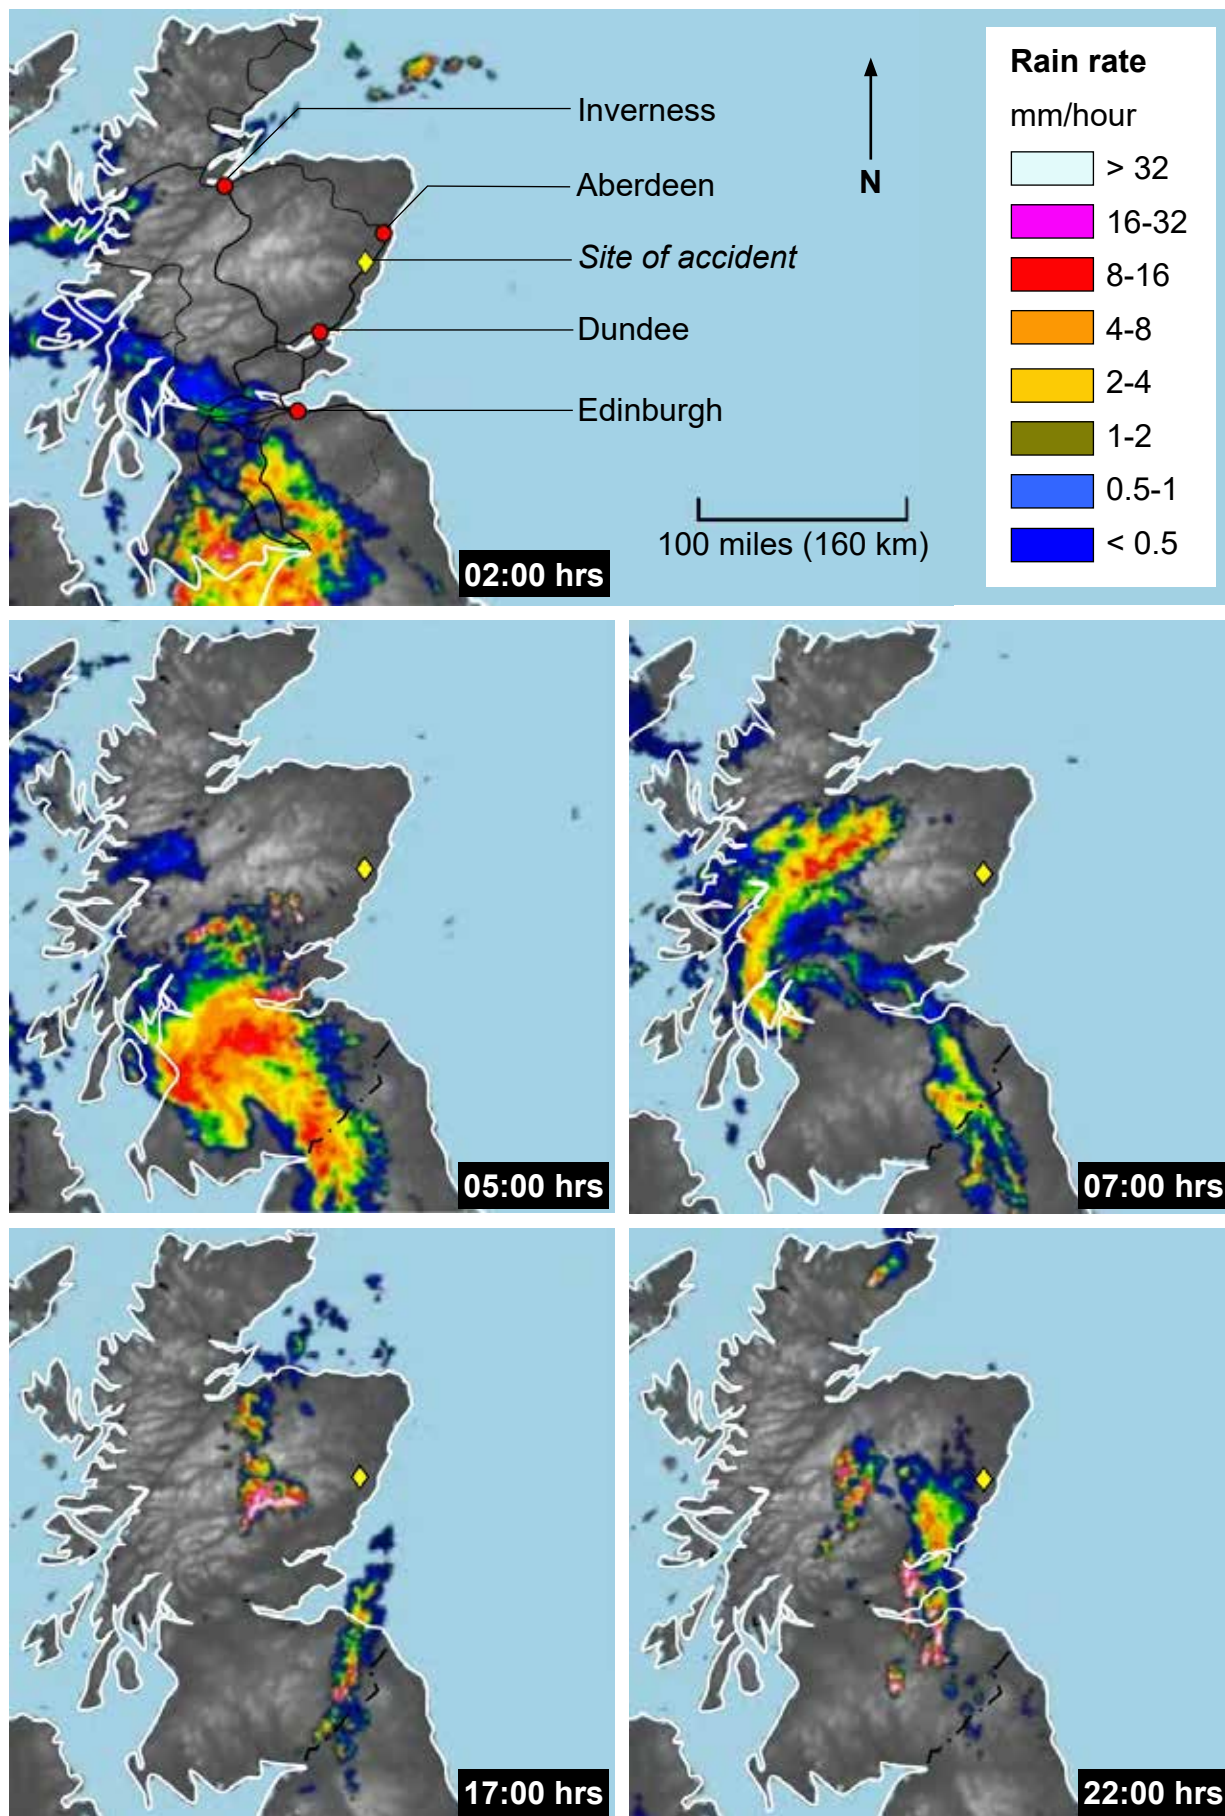 Inverness
Aberdeen
Site of accident
Dundee
Edinburgh
N
100 miles (160 km)
02:00 hrs
Rain rate
mm/hour
> 32
16-32
8-16
4-8
2-4
1-2
0.5-1
< 0.5
05:00 hrs
07:00 hrs
17:00 hrs
22:00 hrs